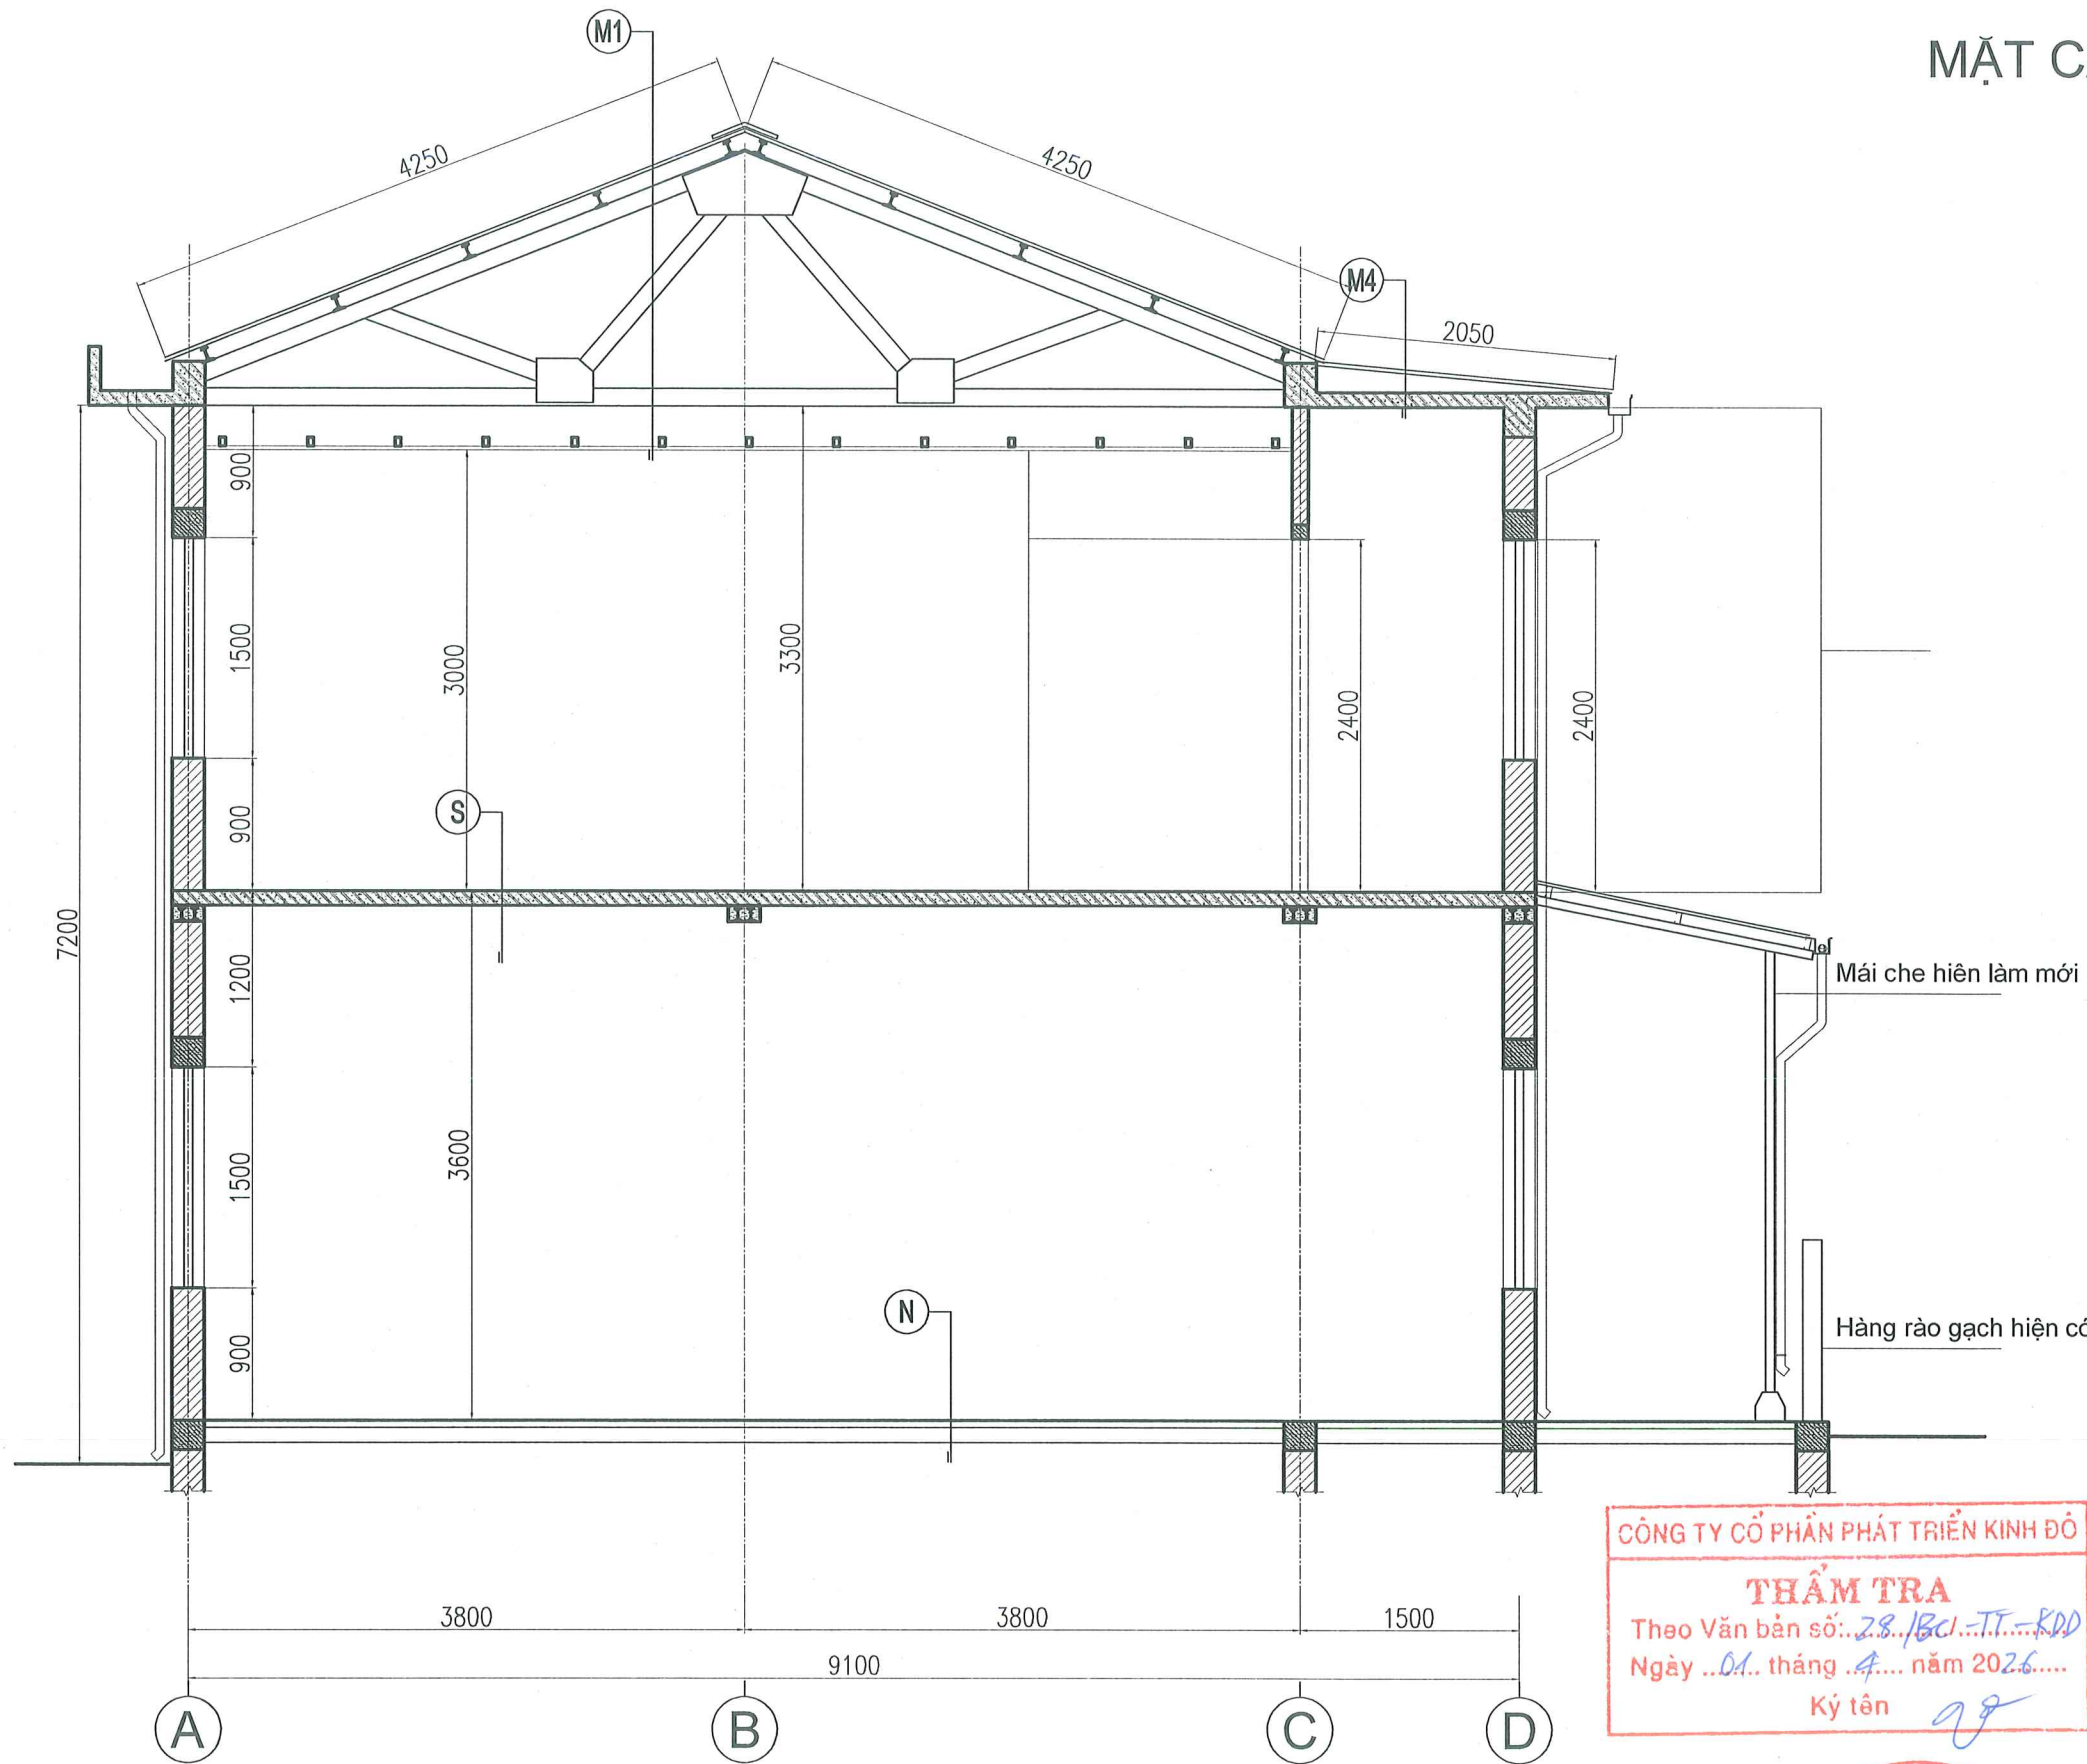 MẶT C
M1
4250
4250
M4
2050
900
1500
3000
3300
2400
2400
900
S
7200
1200
Mái che hiên làm mới
3600
1500
N
900
Hàng rào gạch hiện có
3800
3800
1500
9100
A
B
C
D
CÔNG TY CỔ PHẦN PHÁT TRIỂN KINH ĐÔ
THẨM TRA
Theo Văn bản số: 28/BC-TT-KDD
Ngày 01 tháng 4 năm 2026
Ký tên